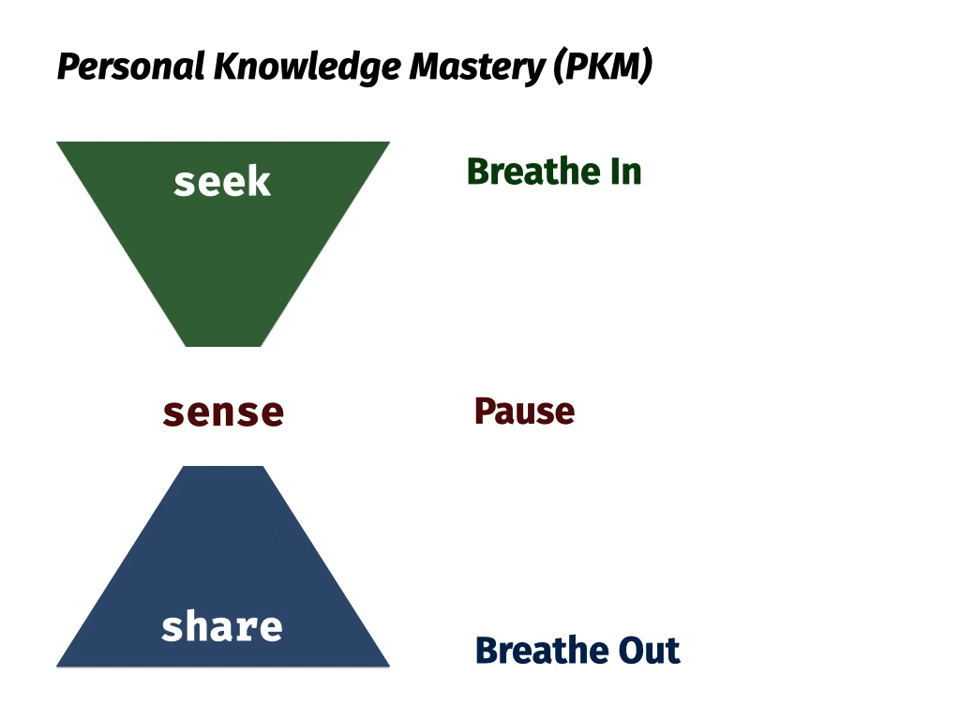 Personal Knowledge Mastery (PKM)
seek
Breathe In
sense
Pause
share
Breathe Out